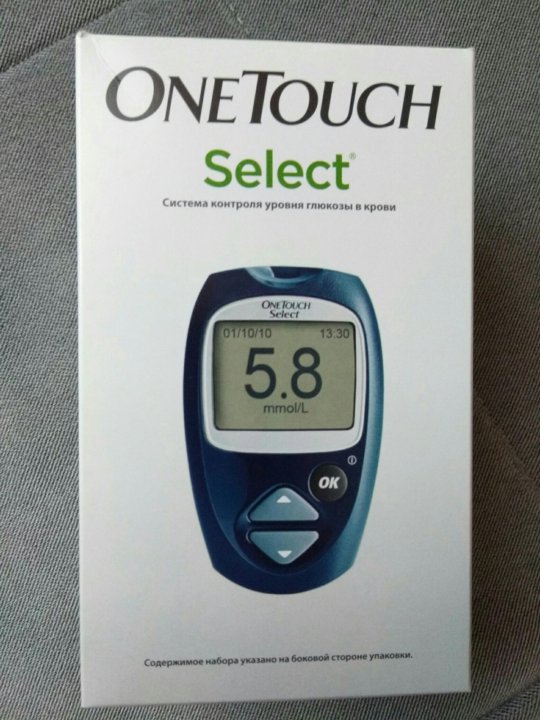 ONETOUCH
Select®
Система контроля уровня глюкозы в крови
ONETOUCH
Select
01/10/10 13:30
5.8
mmol/L
OK
Содержимое набора указано на боковой стороне упаковки.